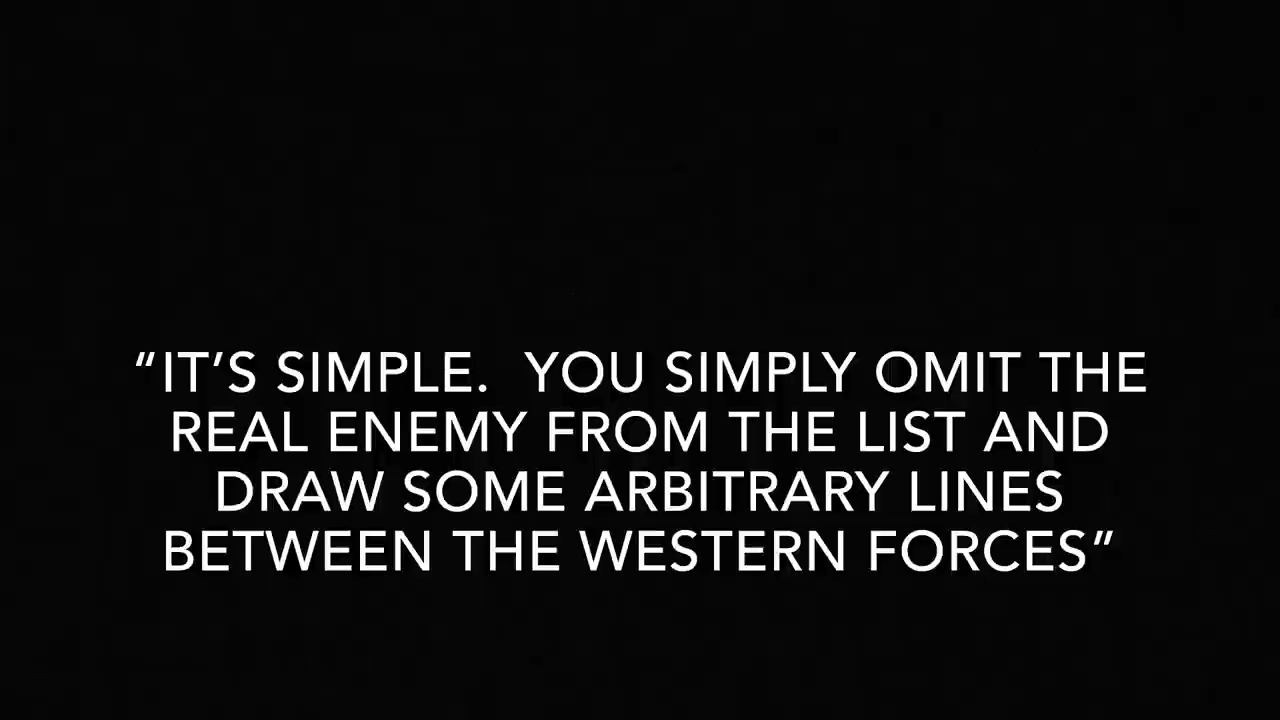 “IT’S SIMPLE.  YOU SIMPLY OMIT THE
REAL ENEMY FROM THE LIST AND
DRAW SOME ARBITRARY LINES
BETWEEN THE WESTERN FORCES”